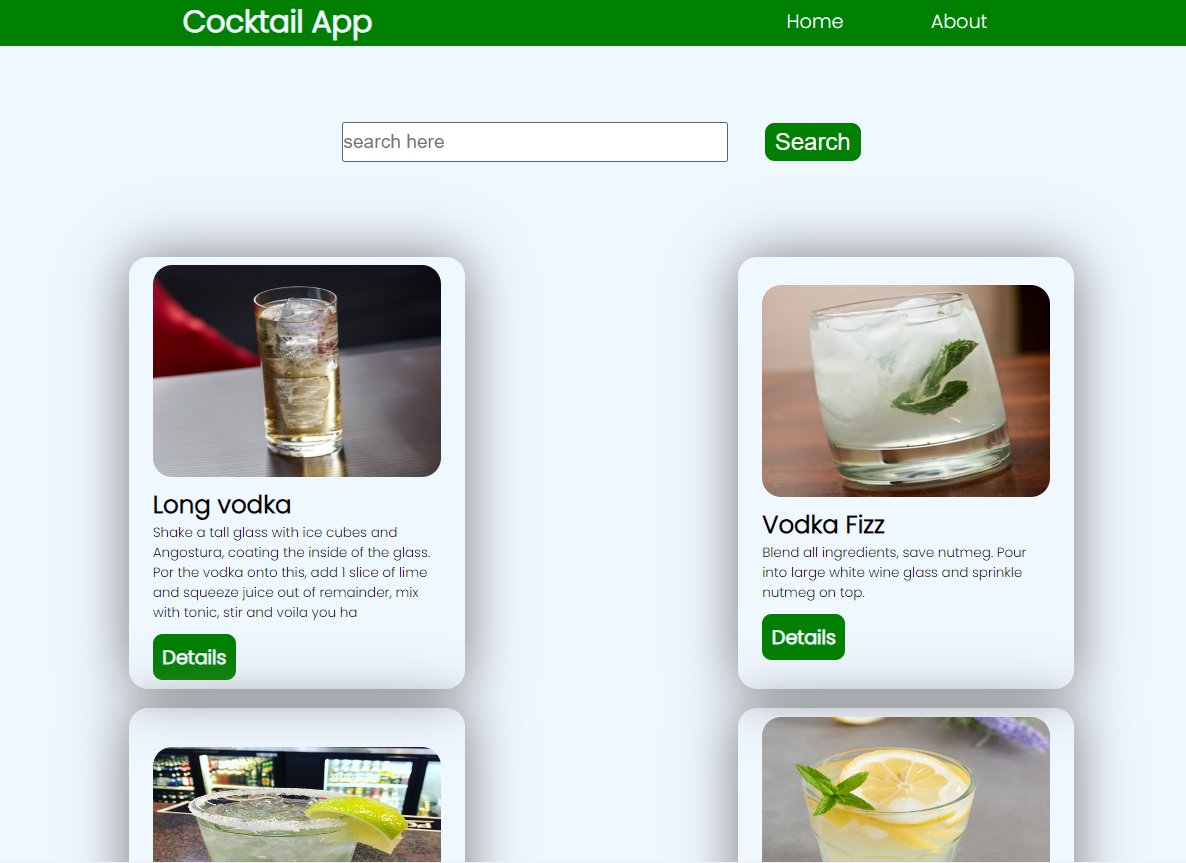 Cocktail App
Home
About
search here
Search
Long vodka
Shake a tall glass with ice cubes and
Angostura, coating the inside of the glass.
Por the vodka onto this, add 1 slice of lime
and squeeze juice out of remainder, mix
with tonic, stir and voila you ha
Details
Vodka Fizz
Blend all ingredients, save nutmeg. Pour
into large white wine glass and sprinkle
nutmeg on top.
Details